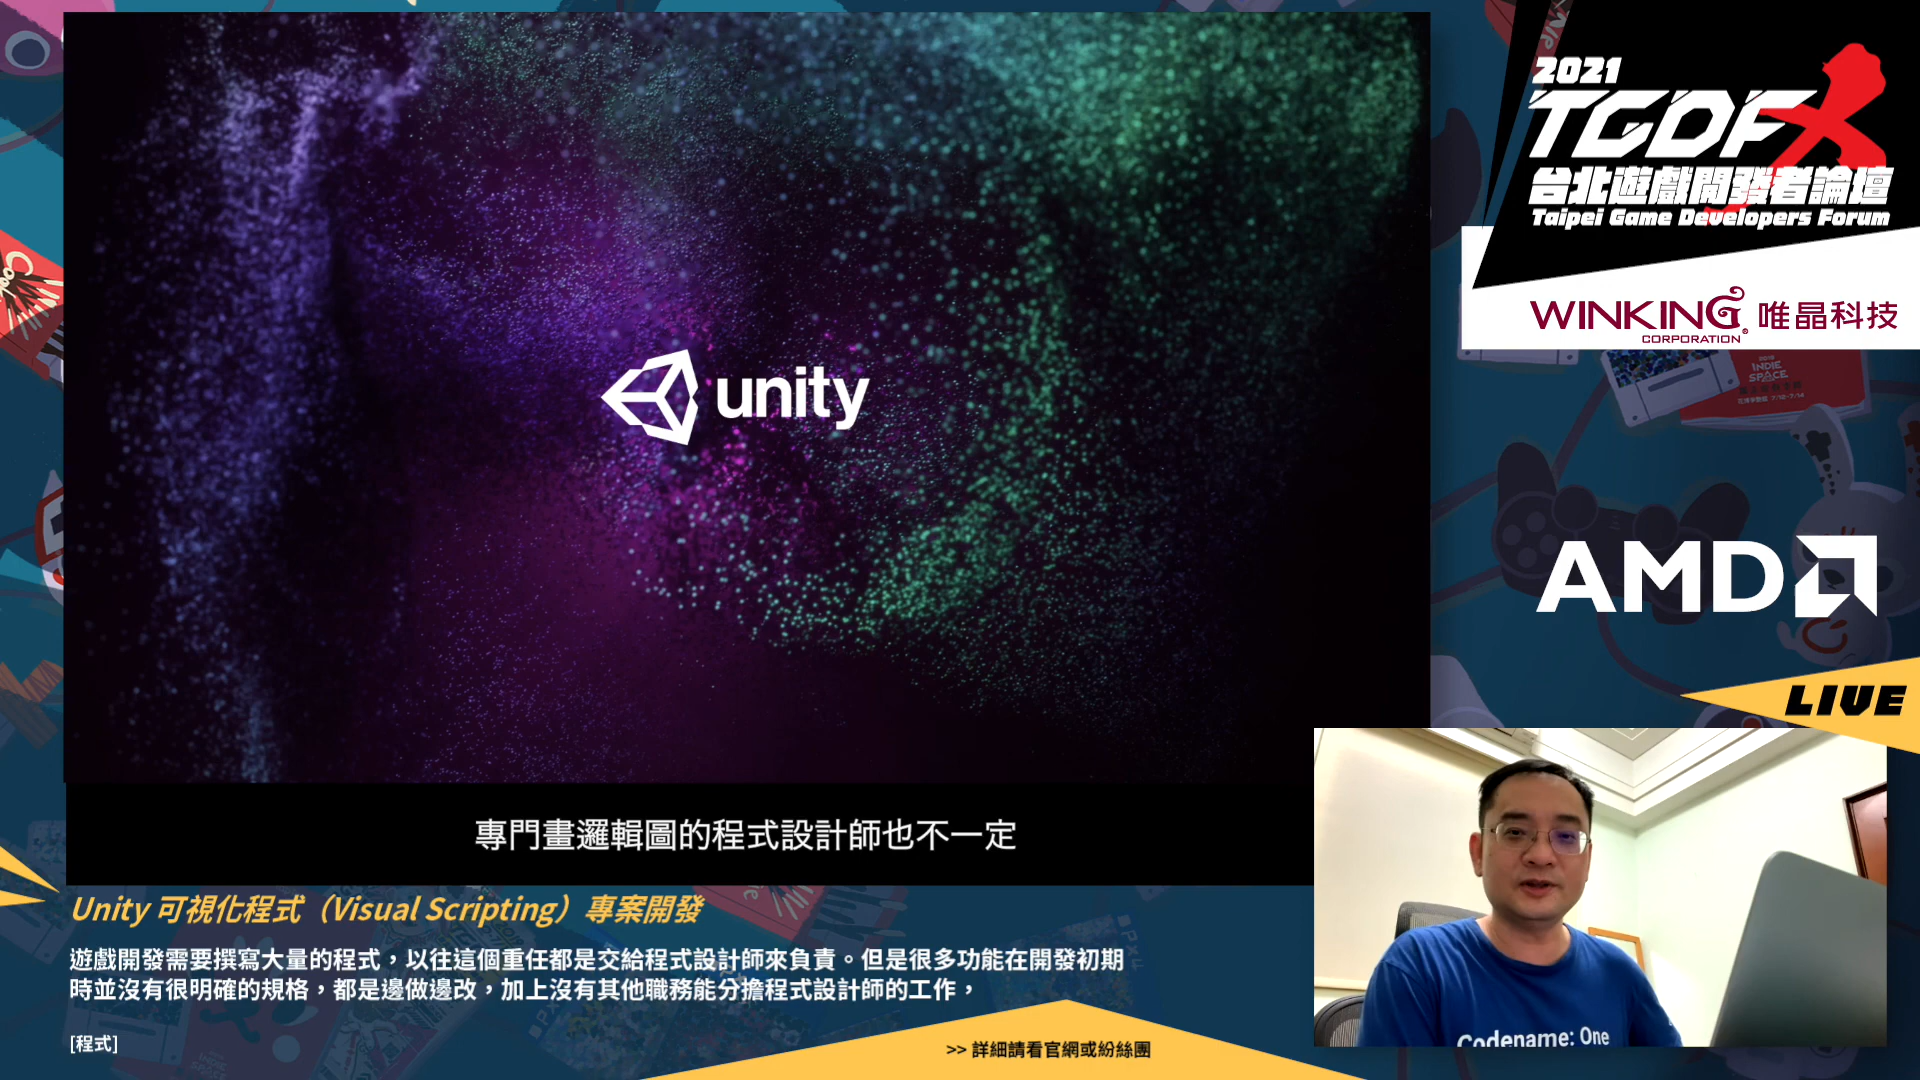 unity
專門畫邏輯圖的程式設計師也不一定
Unity 可視化程式（Visual Scripting）專案開發
遊戲開發需要撰寫大量的程式，以往這個重任都是交給程式設計師來負責。但是很多功能在開發初期
時並沒有很明確的規格，都是邊做邊改，加上沒有其他職務能分擔程式設計師的工作，
[程式]
>> 詳細請看官網或紛絲團
2021
TGDF
台北遊戲開發者論壇
Taipei Game Developers Forum
WINKING 唯晶科技
CORPORATION
INDIE
SPACE
AMD
LIVE
Codename: One